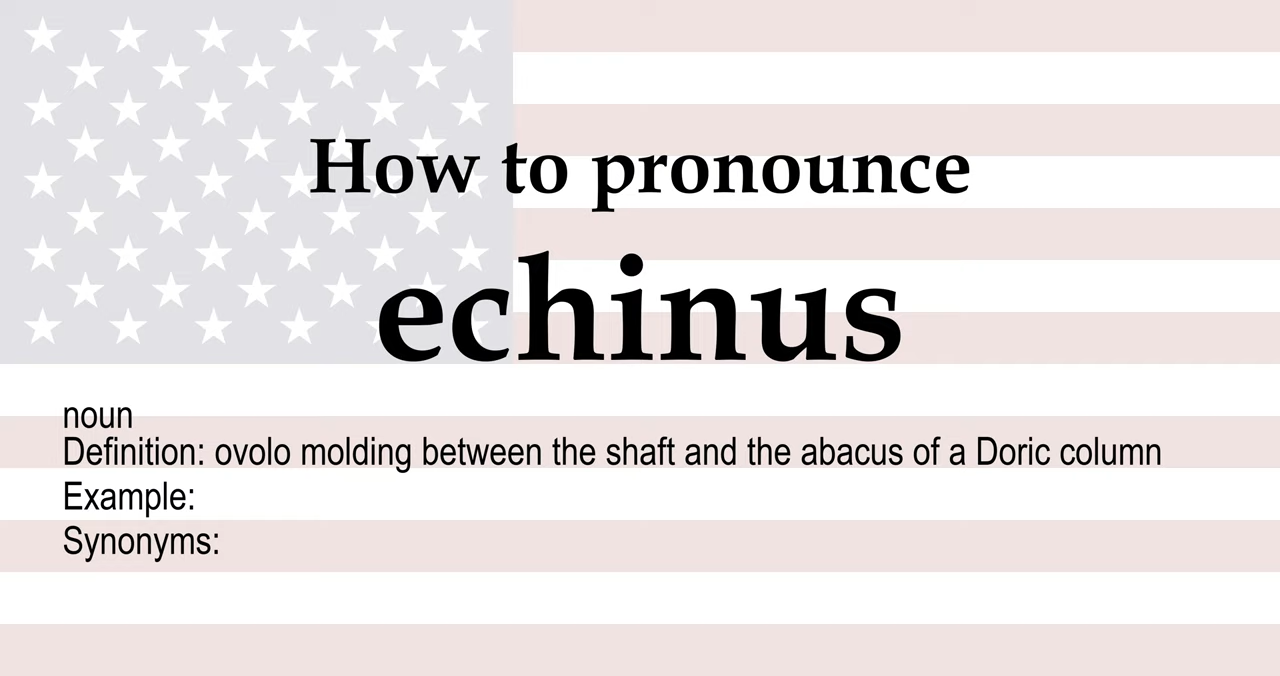 How to pronounce
echinus
noun
Definition: ovolo molding between the shaft and the abacus of a Doric column
Example:
Synonyms: